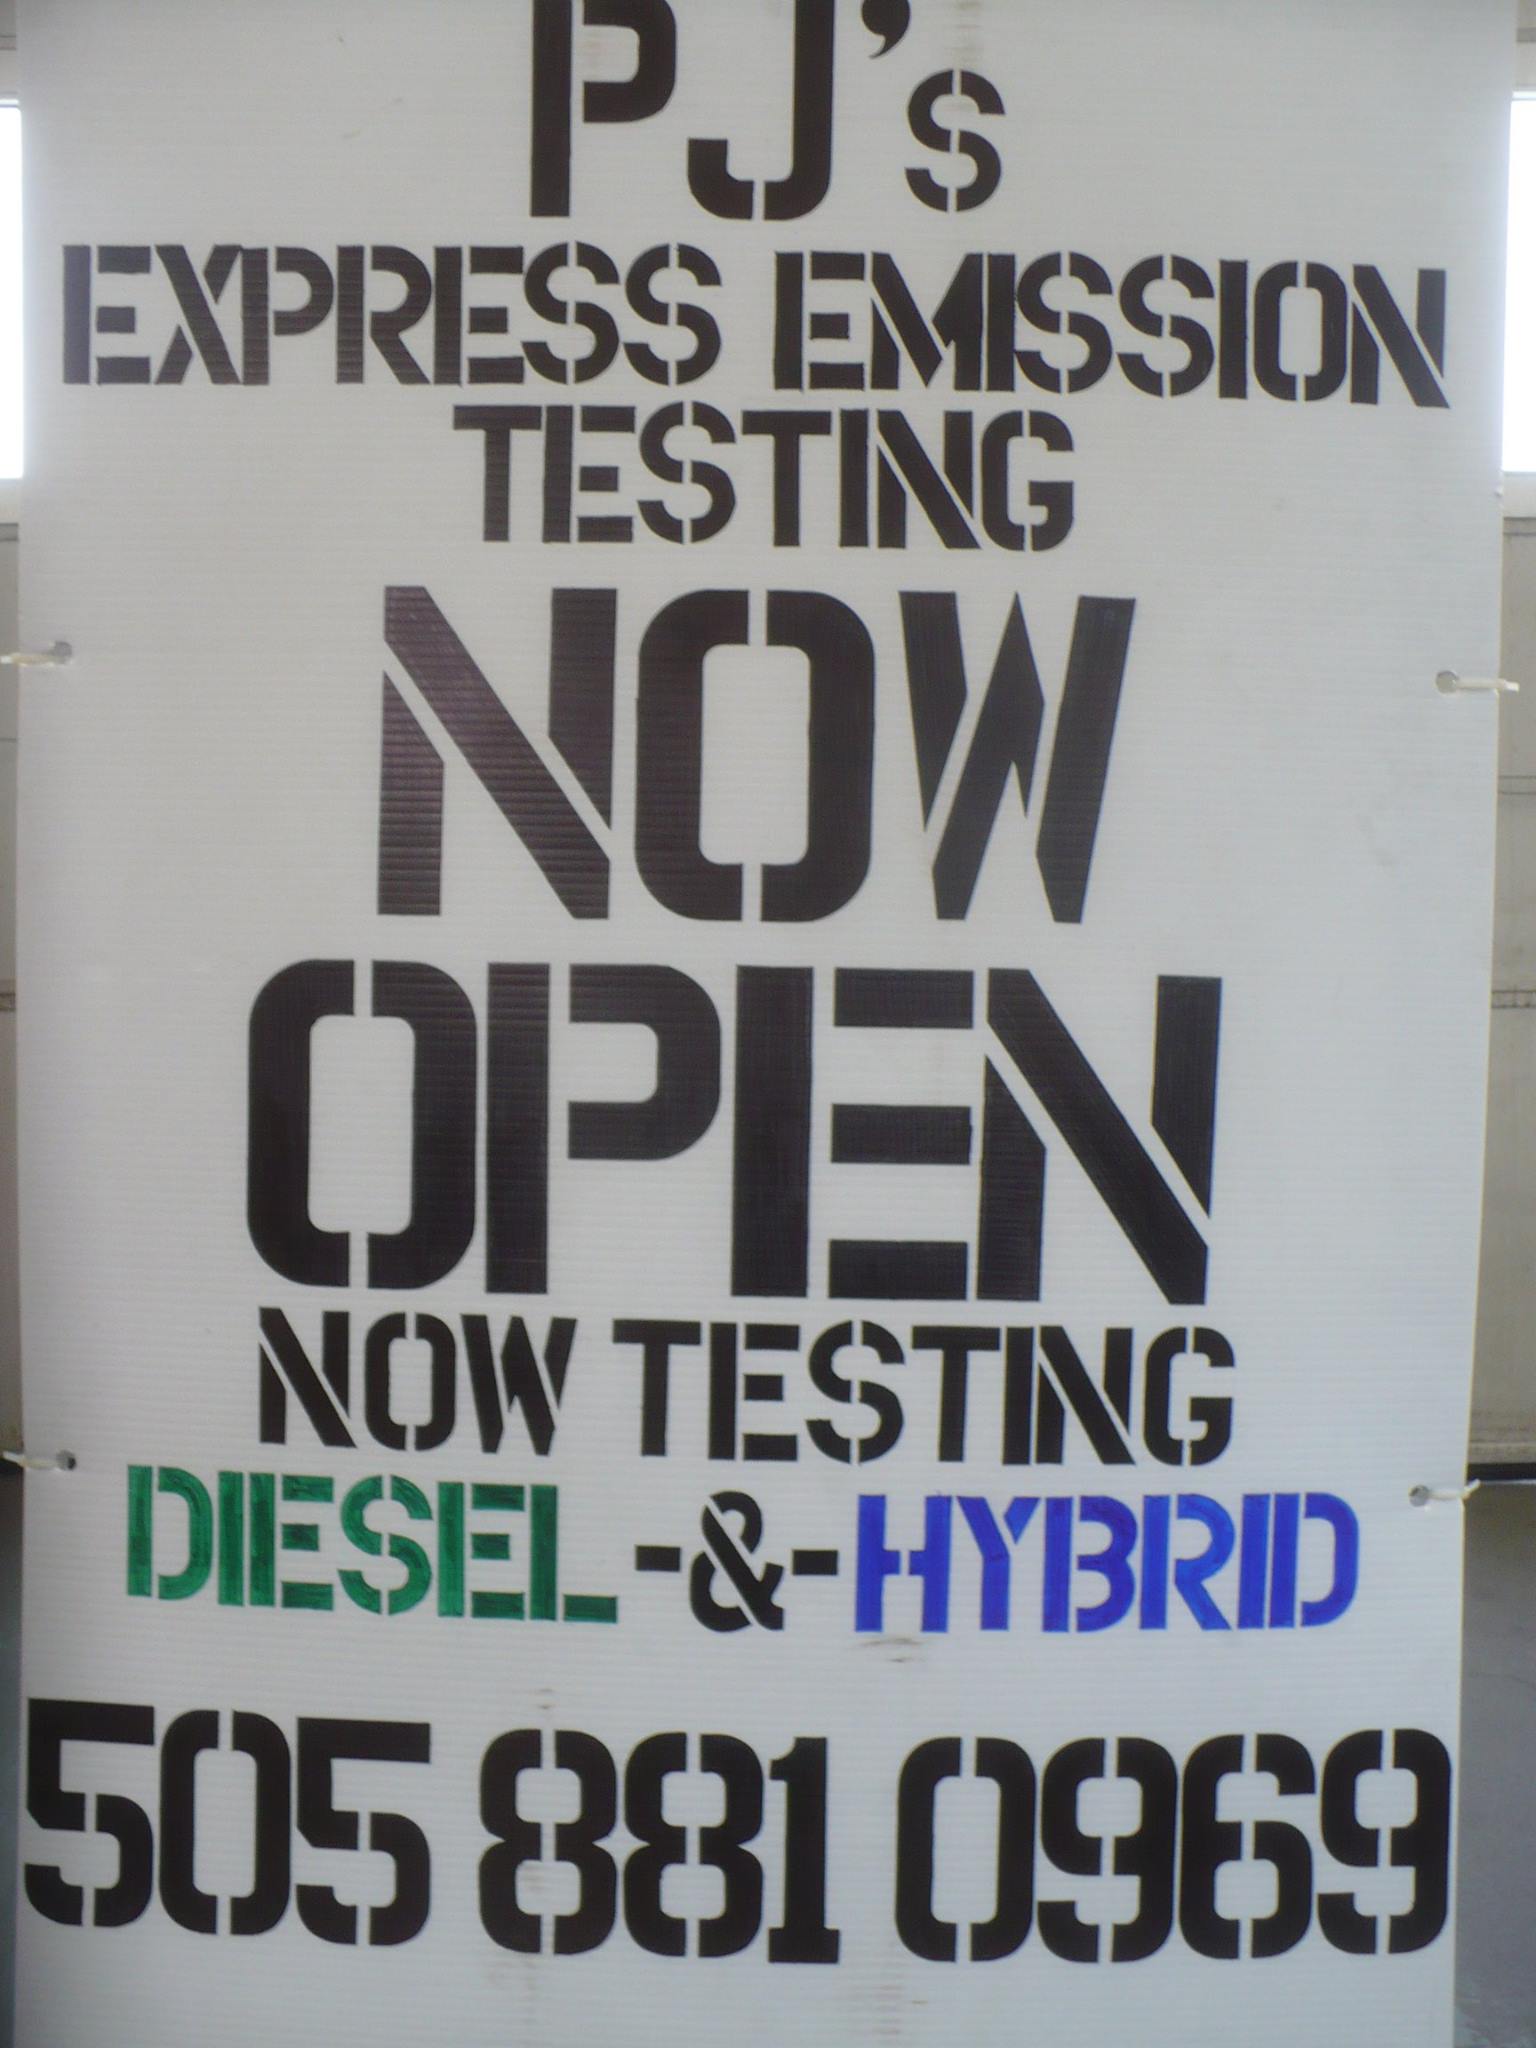 PJ's
EXPRESS EMISSION
TESTING
NOW
OPEN
NOW TESTING
DIESEL -&- HYBRID
505 881 0969